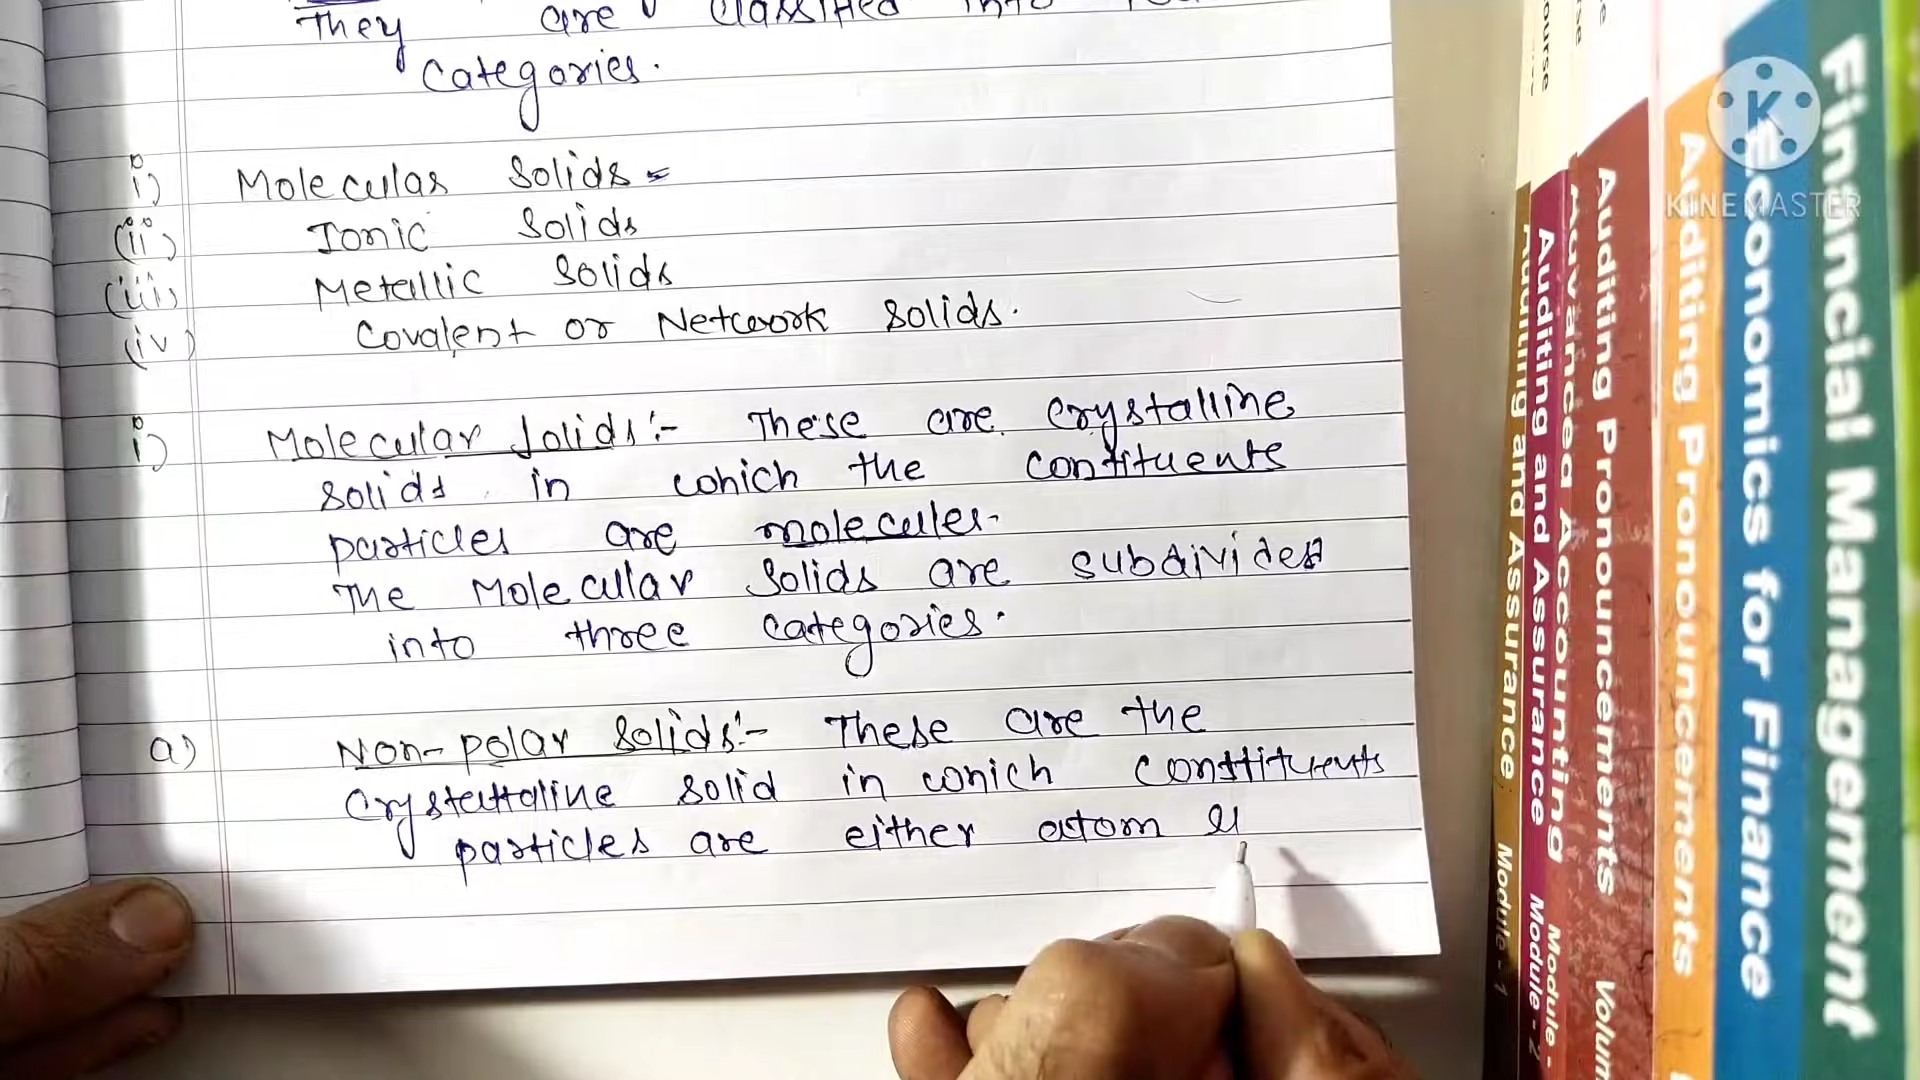 They are classified into
categories.
i) Molecular Solids -
(ii) Ionic Solids
(iii) Metallic Solids
(iv) Covalent or Network Solids.
i) Molecular Solids:- These are crystalline
solids in which the constituents
particles are molecules.
The Molecular Solids are subdivided
into three categories.
a) Non-polar Solids:- These are the
crystattaline solid in which constituents
particles are either atom
ourse
Auditing and Assurance Module - 1
Auditing and Assurance Module - 2
Advanced Accounting Module -
Auditing Pronouncements Volum
Auditing Pronouncements
Economics for Finance
Financial Management
K
KINEMASTER